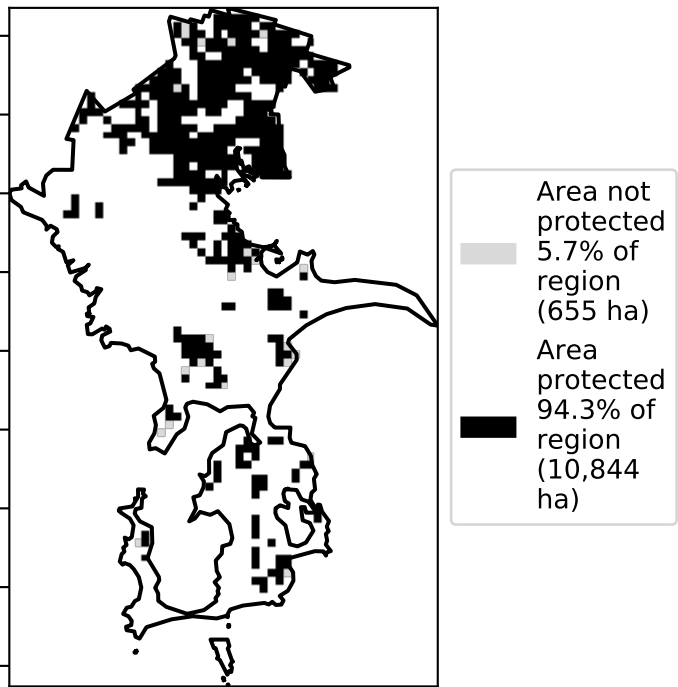 Area not
protected
5.7% of
region
(655 ha)
Area
protected
94.3% of
region
(10,844
ha)